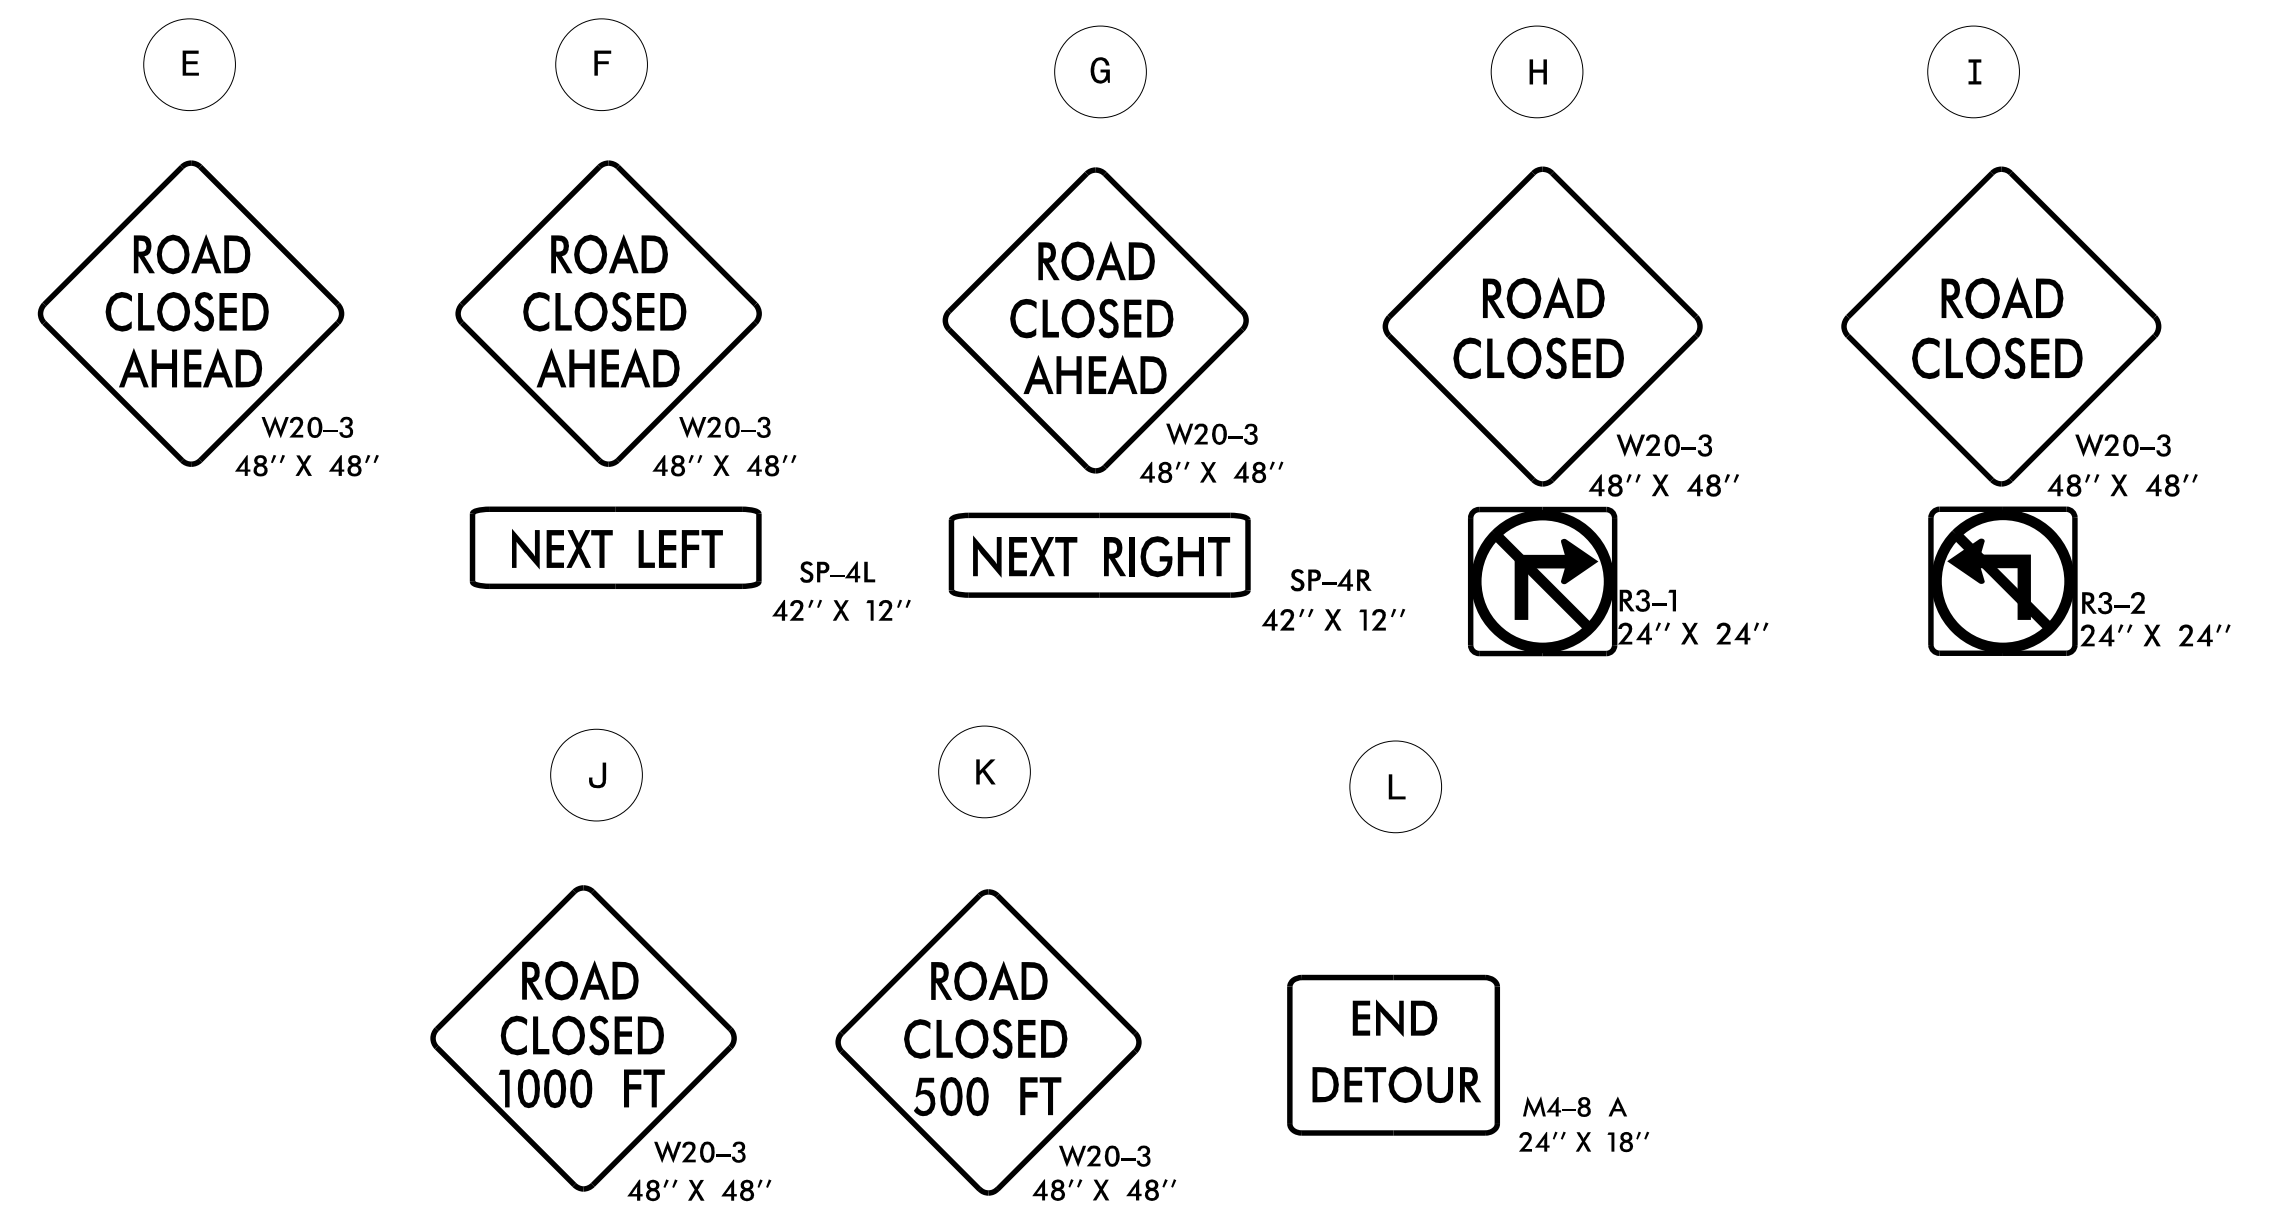 E
F
G
H
I
ROAD
CLOSED
AHEAD
W20–3
48'' X 48''
ROAD
CLOSED
AHEAD
W20–3
48'' X 48''
NEXT LEFT
SP–4L
42'' X 12''
ROAD
CLOSED
AHEAD
W20–3
48'' X 48''
NEXT RIGHT
SP–4R
42'' X 12''
ROAD
CLOSED
W20–3
48'' X 48''
R3–1
24'' X 24''
ROAD
CLOSED
W20–3
48'' X 48''
R3–2
24'' X 24''
J
K
L
ROAD
CLOSED
1000 FT
W20–3
48'' X 48''
ROAD
CLOSED
500 FT
W20–3
48'' X 48''
END
DETOUR
M4–8 A
24'' X 18''